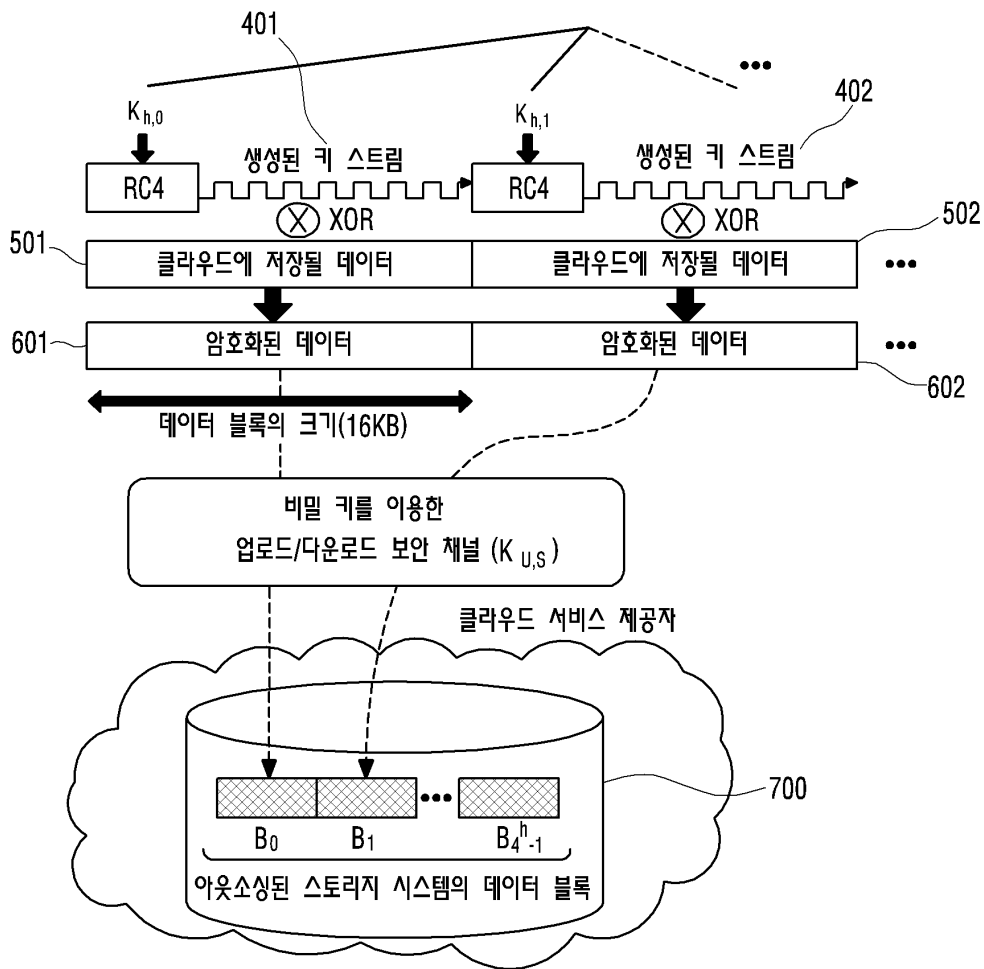 401
•••
402
K h,0
K h,1
생성된 키 스트림
생성된 키 스트림
RC4
RC4
XOR
XOR
501
502
클라우드에 저장될 데이터
클라우드에 저장될 데이터
•••
601
암호화된 데이터
암호화된 데이터
•••
602
데이터 블록의 크기(16KB)
비밀 키를 이용한
업로드/다운로드 보안 채널 (K U,S)
클라우드 서비스 제공자
700
•••
B0
B1
B4^h-1
아웃소싱된 스토리지 시스템의 데이터 블록